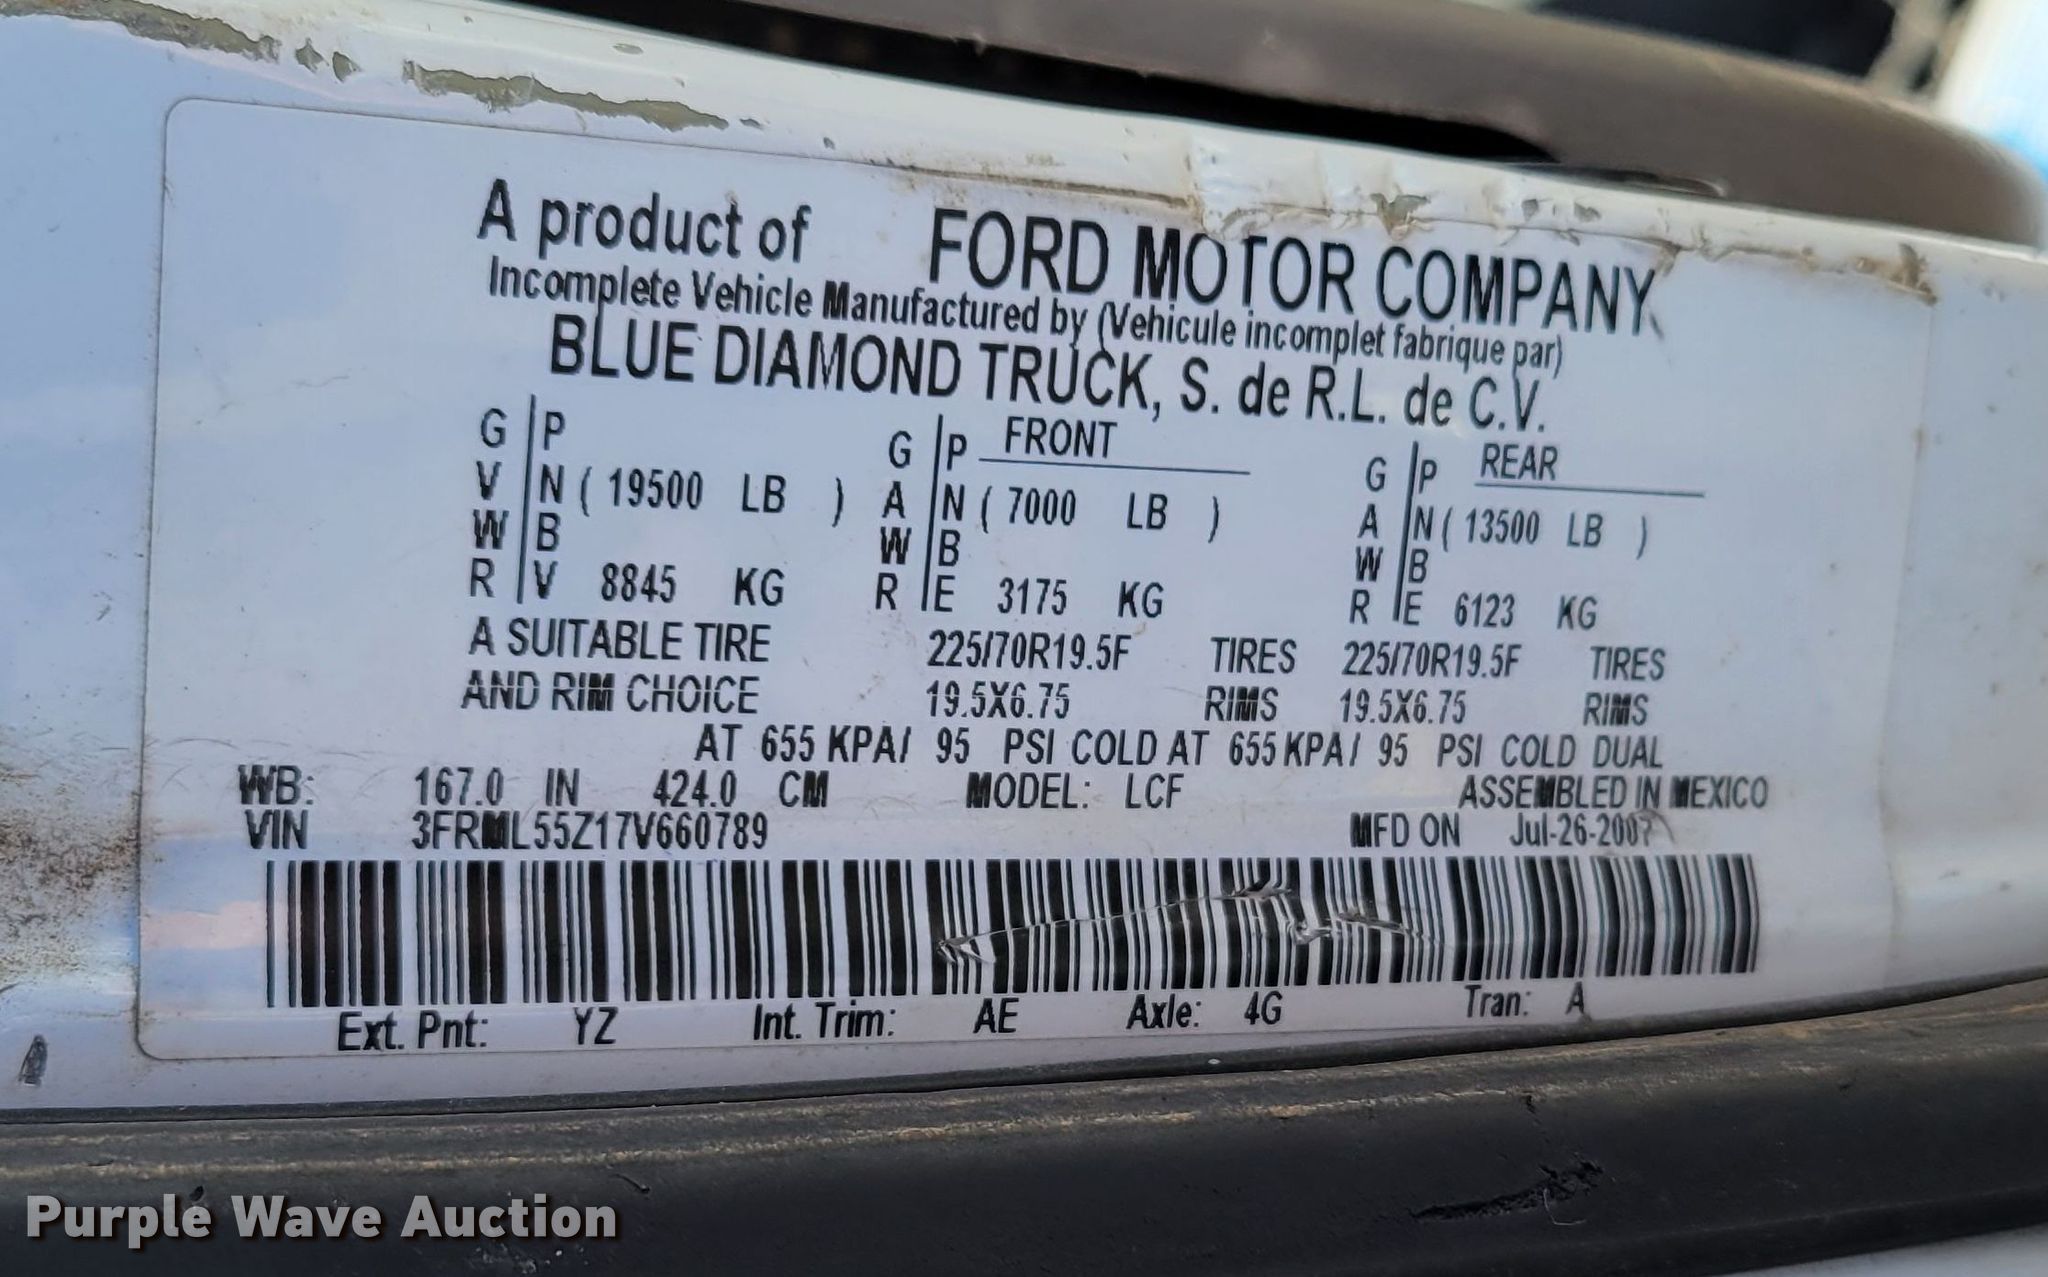 A product of FORD MOTOR COMPANY
Incomplete Vehicle Manufactured by (Vehicule incomplet fabrique par)
BLUE DIAMOND TRUCK, S. de R.L. de C.V.
G P G P FRONT G P REAR
V N ( 19500 LB ) A N ( 7000 LB ) A N ( 13500 LB )
W B W B W B
R V 8845 KG R E 3175 KG R E 6123 KG
A SUITABLE TIRE 225/70R19.5F TIRES 225/70R19.5F TIRES
AND RIM CHOICE 19.5X6.75 RIMS 19.5X6.75 RIMS
AT 655 KPA/ 95 PSI COLD AT 655 KPA/ 95 PSI COLD DUAL
WB: 167.0 IN 424.0 CM MODEL: LCF ASSEMBLED IN MEXICO
VIN 3FRML55Z17V660789 MFD ON Jul-26-2007
Ext. Pnt: YZ Int. Trim: AE Axle: 4G Tran: A
Purple Wave Auction